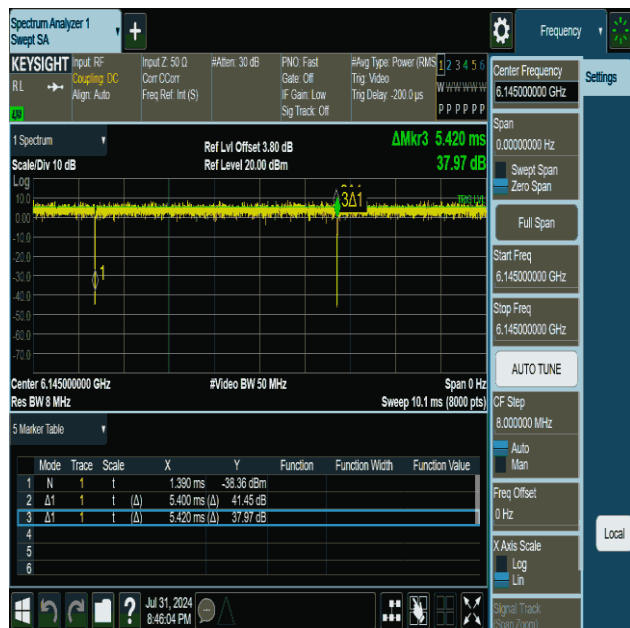 Spectrum Analyzer 1
Swept SA
+
Frequency
KEYSIGHT
RL
Input: RF
Coupling: DC
Align: Auto
Input Z: 50 Ω
Corr CCorr
Freq Ref: Int (S)
#Atten: 30 dB
PNO: Fast
Gate: Off
IF Gain: Low
Sig Track: Off
#Avg Type: Power (RMS
Trig: Video
Trig Delay: -200.0 µs
1 2 3 4 5 6
W W W W W W
P P P P P P
1 Spectrum
Scale/Div 10 dB
Ref Lvl Offset 3.80 dB
Ref Level 20.00 dBm
ΔMkr3 5.420 ms
37.97 dB
Log
10.0
0.00
-10.0
-20.0
-30.0
-40.0
-50.0
-60.0
-70.0
3Δ1
1
Center 6.145000000 GHz
#Video BW 50 MHz
Span 0 Hz
Res BW 8 MHz
Sweep 10.1 ms (8000 pts)
5 Marker Table
Mode Trace Scale X Y Function Function Width Function Value
1 N 1 t 1.390 ms -38.36 dBm
2 Δ1 1 t (Δ) 5.400 ms (Δ) 41.45 dB
3 Δ1 1 t (Δ) 5.420 ms (Δ) 37.97 dB
4
5
6
Jul 31, 2024
8:46:04 PM
Center Frequency
6.145000000 GHz
Settings
Span
0.00000000 Hz
Swept Span
Zero Span
Full Span
Start Freq
6.145000000 GHz
Stop Freq
6.145000000 GHz
AUTO TUNE
CF Step
8.000000 MHz
Auto
Man
Freq Offset
0 Hz
X Axis Scale
Log
Lin
Signal Track
(Span Zoom)
Local